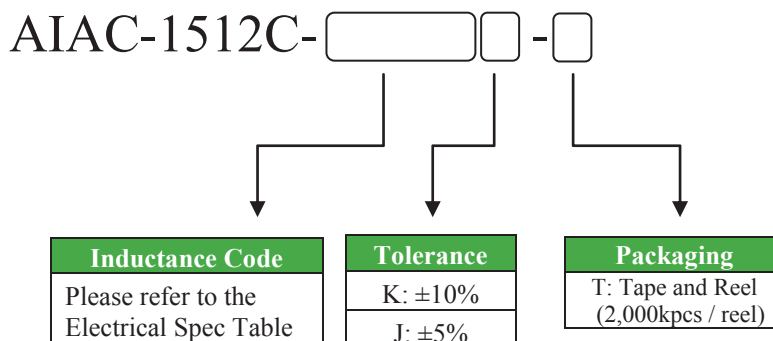 AIAC-1512C- -
Inductance Code
Please refer to the
Electrical Spec Table
Tolerance
K: ±10%
J: ±5%
Packaging
T: Tape and Reel
(2,000kpcs / reel)